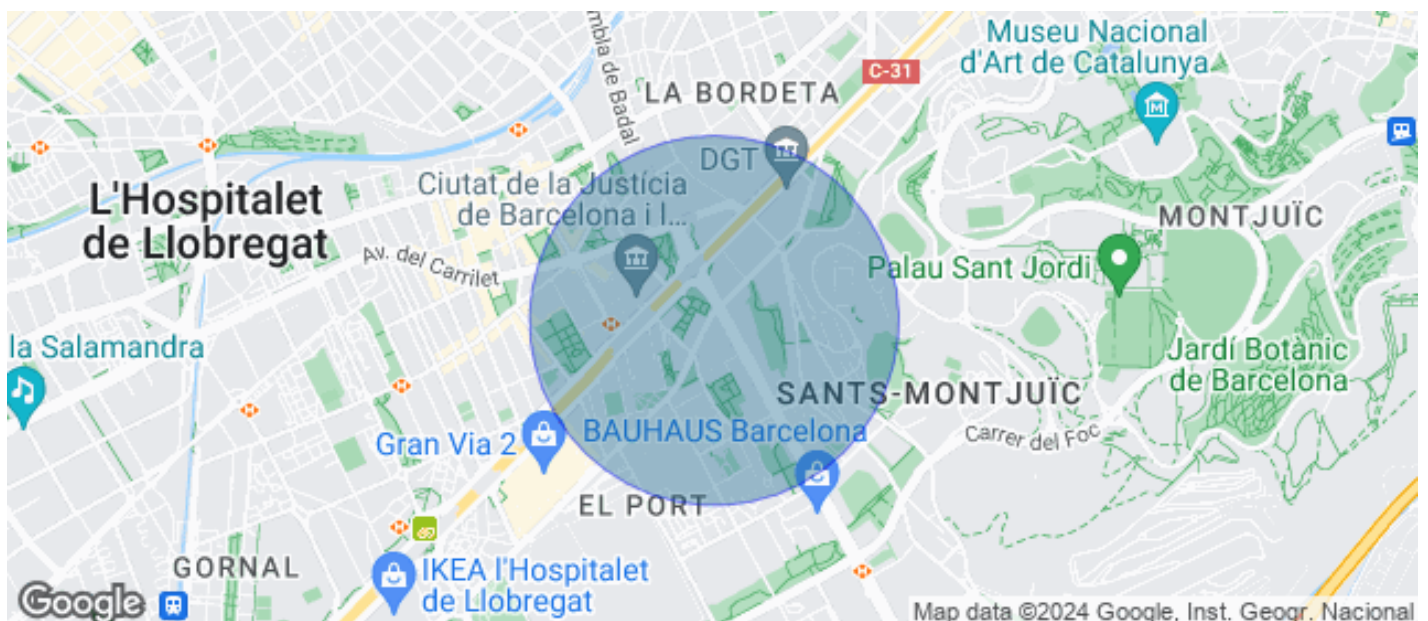 Museu Nacional
d'Art de Catalunya
C-31
LA BORDETA
mbla de Badal
DGT
Ciutat de la Justícia
de Barcelona i l...
L'Hospitalet
de Llobregat
MONTJUÏC
Av. del Carrilet
Palau Sant Jordi
la Salamandra
Jardí Botànic
de Barcelona
SANTS-MONTJUÏC
Gran Via 2
BAUHAUS Barcelona
Carrer del Foc
EL PORT
GORNAL
IKEA l'Hospitalet
de Llobregat
Google
Map data ©2024 Google, Inst. Geogr. Nacional